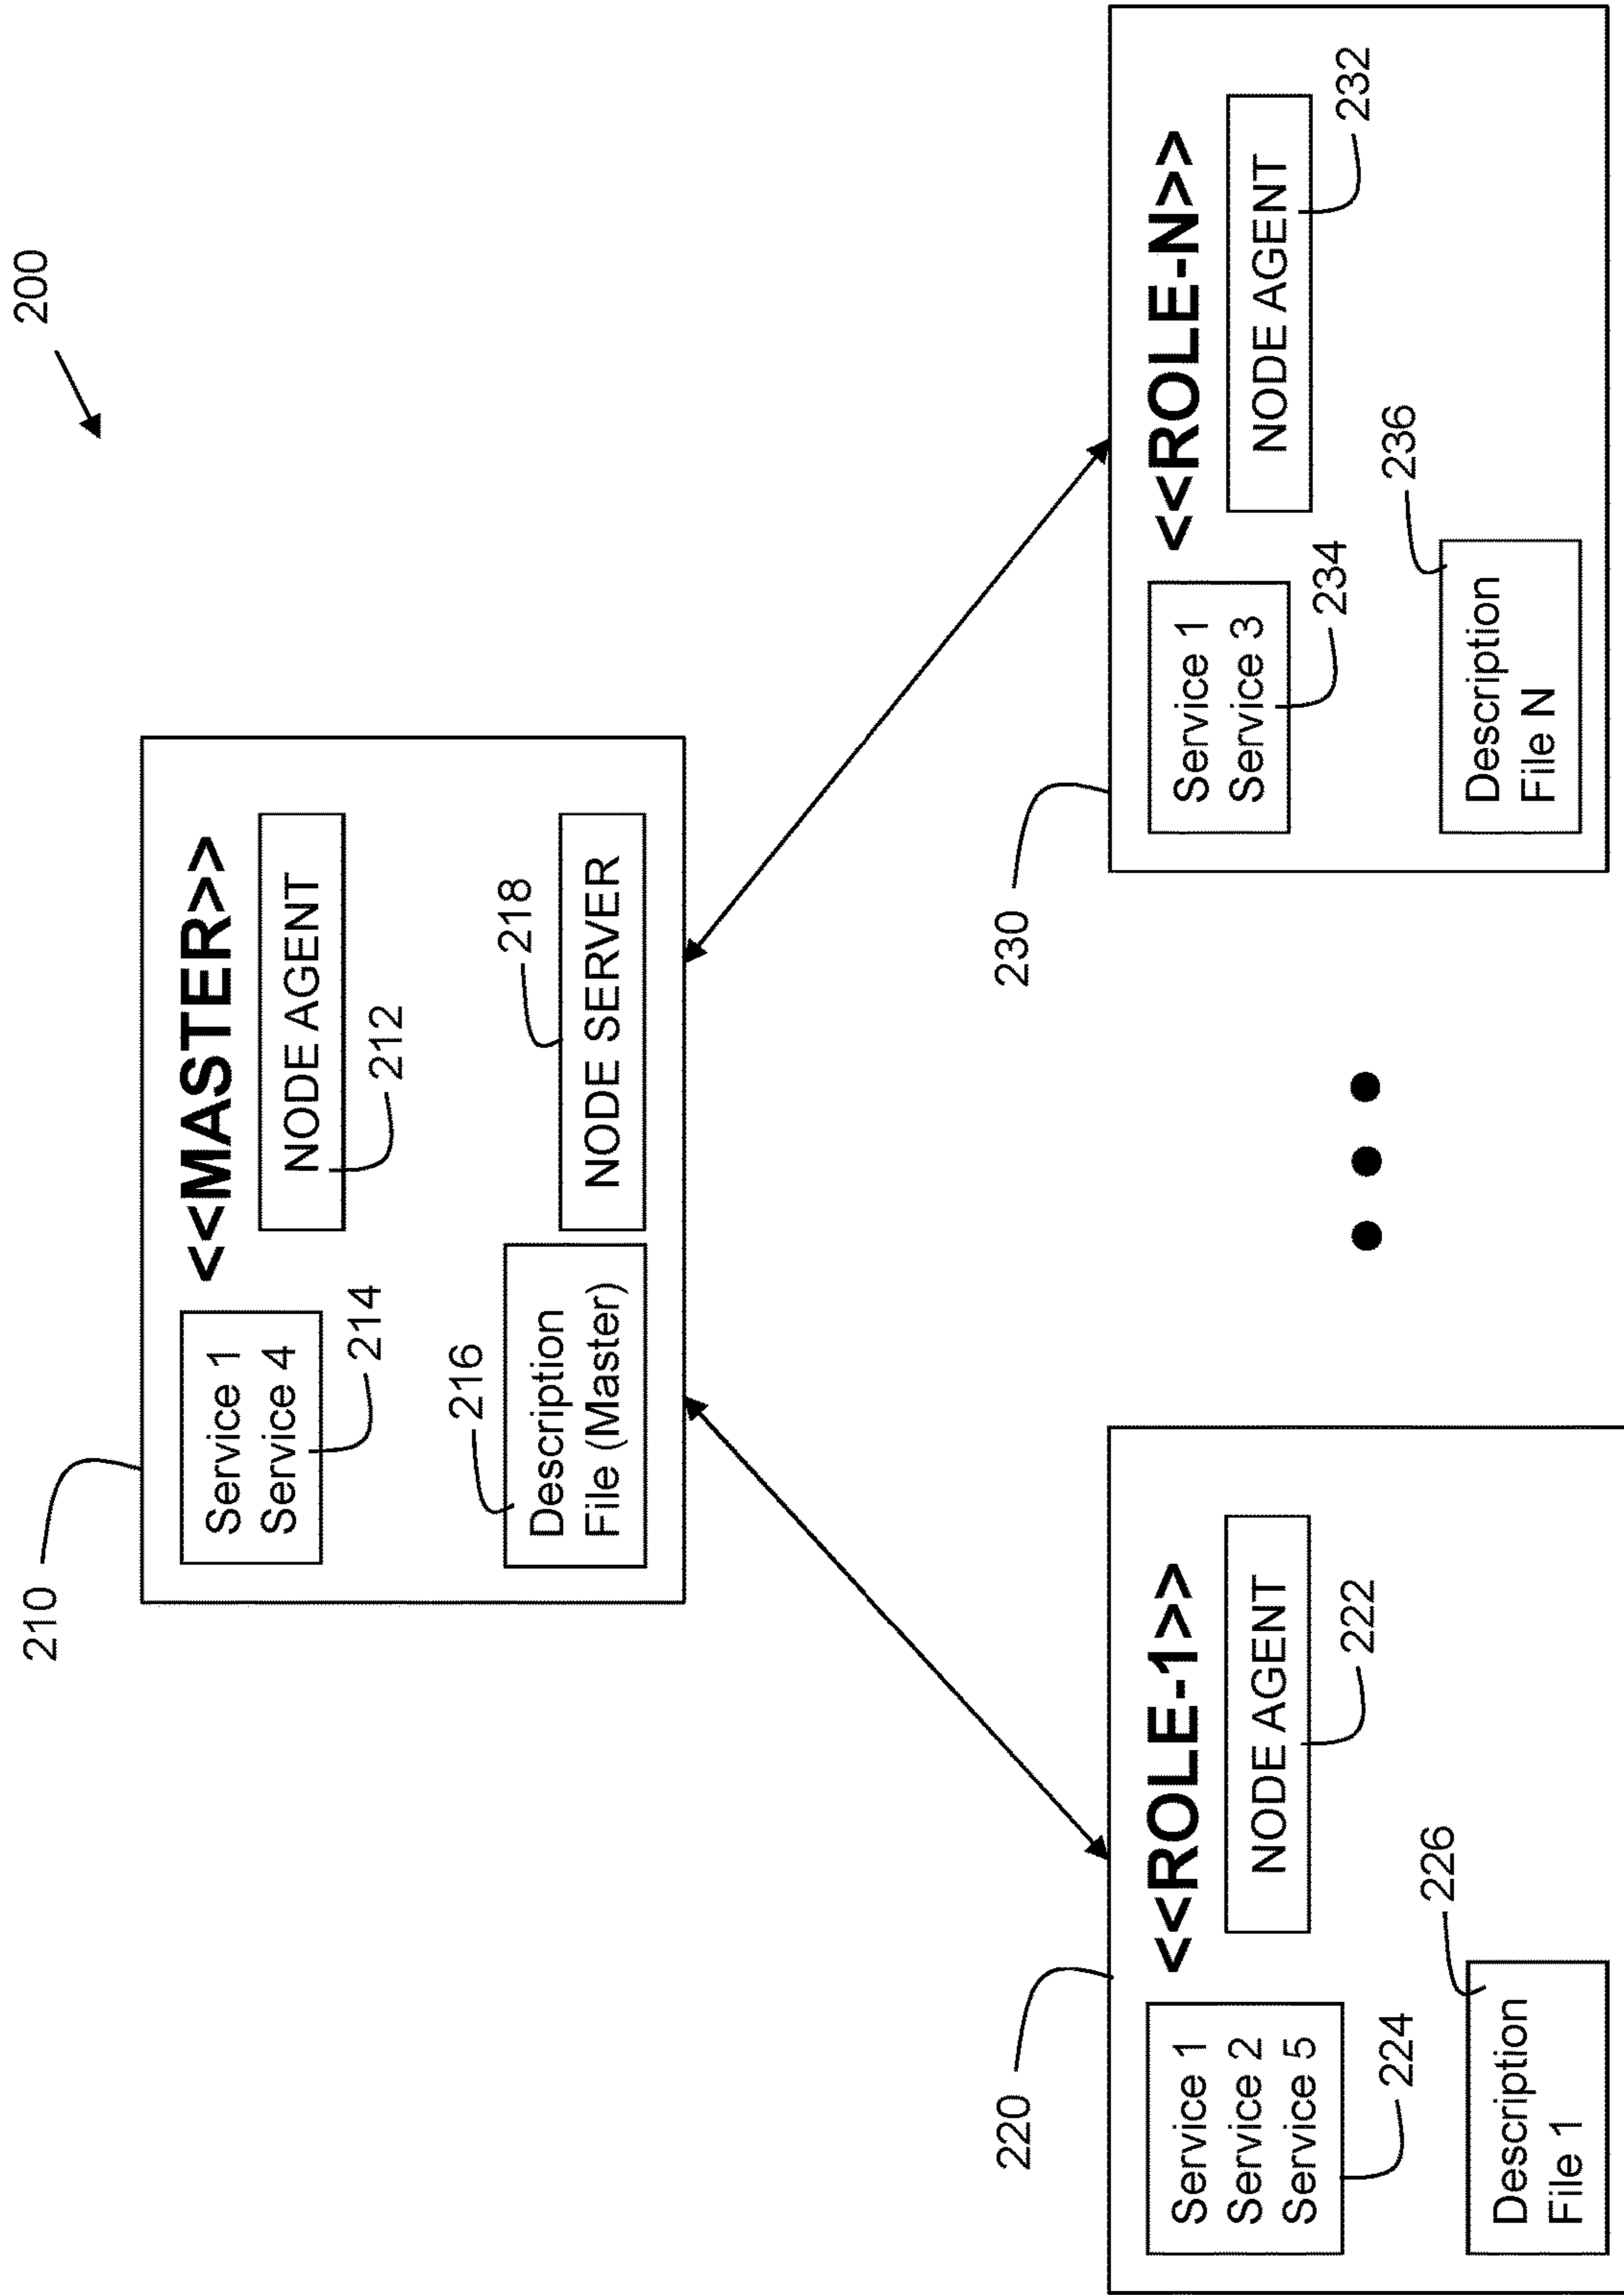 200
210
<<MASTER>>
Service 1
Service 4
214
NODE AGENT
212
216
Description
File (Master)
218
NODE SERVER
220
<<ROLE-1>>
Service 1
Service 2
Service 5
224
NODE AGENT
222
226
Description
File 1
230
<<ROLE-N>>
Service 1
Service 3
234
NODE AGENT
232
236
Description
File N